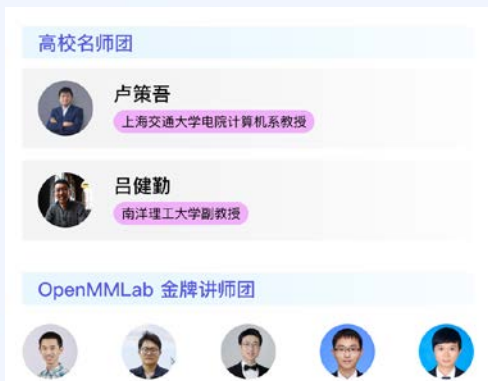 高校名师团
卢策吾
上海交通大学电院计算机系教授
吕健勤
南洋理工大学副教授
OpenMMLab 金牌讲师团